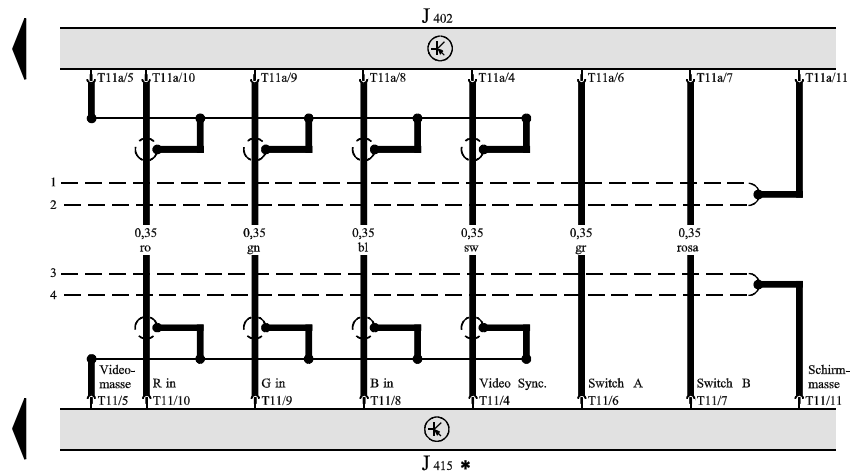 J 402
T11a/5 T11a/10 T11a/9 T11a/8 T11a/4 T11a/6 T11a/7 T11a/11
1
2
0,35 0,35 0,35 0,35 0,35 0,35
ro gn bl sw gr rosa
3
4
Video- Schirm-
masse R in G in B in Video Sync. Switch A Switch B masse
T11/5 T11/10 T11/9 T11/8 T11/4 T11/6 T11/7 T11/11
J 415 *